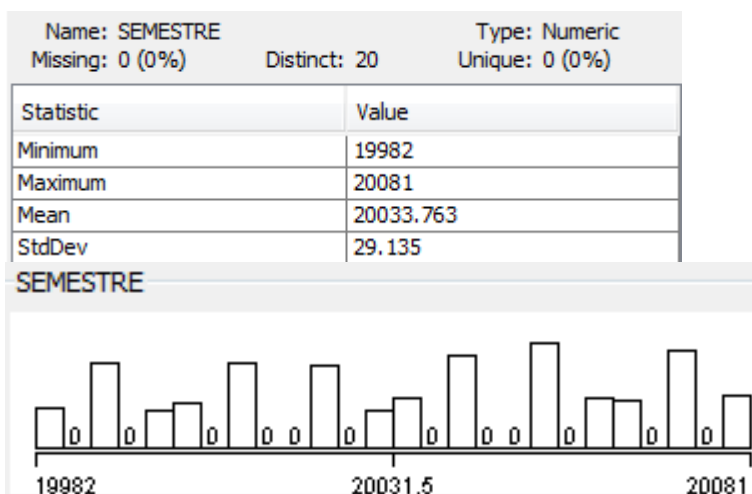 Name: SEMESTRE Type: Numeric
Missing: 0 (0%) Distinct: 20 Unique: 0 (0%)
Statistic Value
Minimum 19982
Maximum 20081
Mean 20033.763
StdDev 29.135
SEMESTRE
0 0 0 0 0 0 0 0 0 0 0 0
19982 20031.5 20081